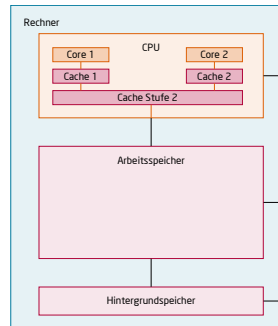 Rechner
CPU
Core 1
Core 2
Cache 1
Cache 2
Cache Stufe 2
Arbeitsspeicher
Hintergrundspeicher